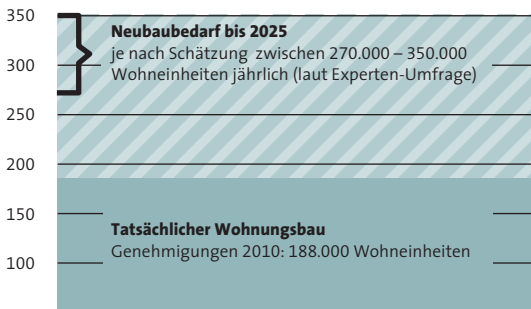 350
Neubaubedarf bis 2025
je nach Schätzung zwischen 270.000 – 350.000
300
Wohneinheiten jährlich (laut Experten-Umfrage)
250
200
150
Tatsächlicher Wohnungsbau
Genehmigungen 2010: 188.000 Wohneinheiten
100